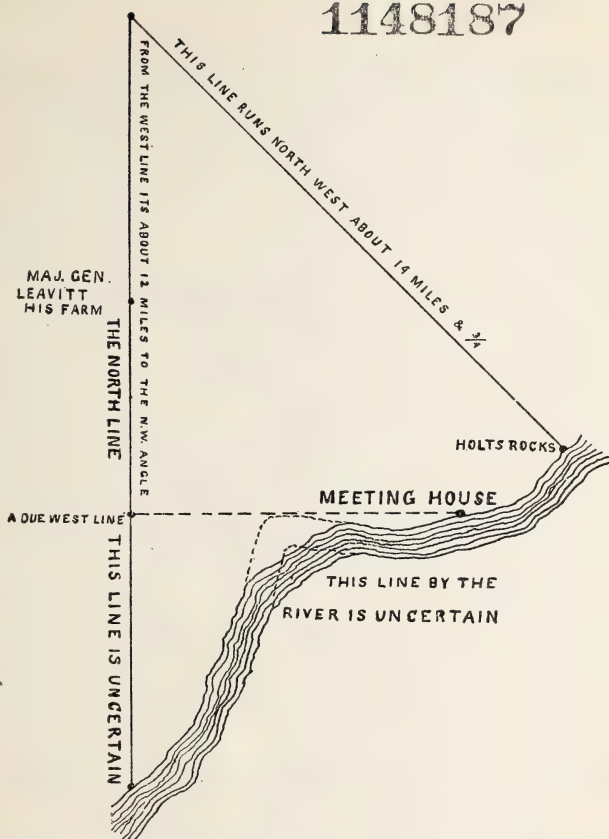 1148187
THIS LINE RUNS NORTH WEST ABOUT 14 MILES & 3/4
FROM THE WEST LINE ITS ABOUT 12 MILES TO THE N.W. ANGLE
MAJ. GEN.
LEAVITT
HIS FARM
THE NORTH LINE
HOLTS ROCKS
MEETING HOUSE
A DUE WEST LINE
THIS LINE BY THE
RIVER IS UNCERTAIN
THIS LINE IS UNCERTAIN